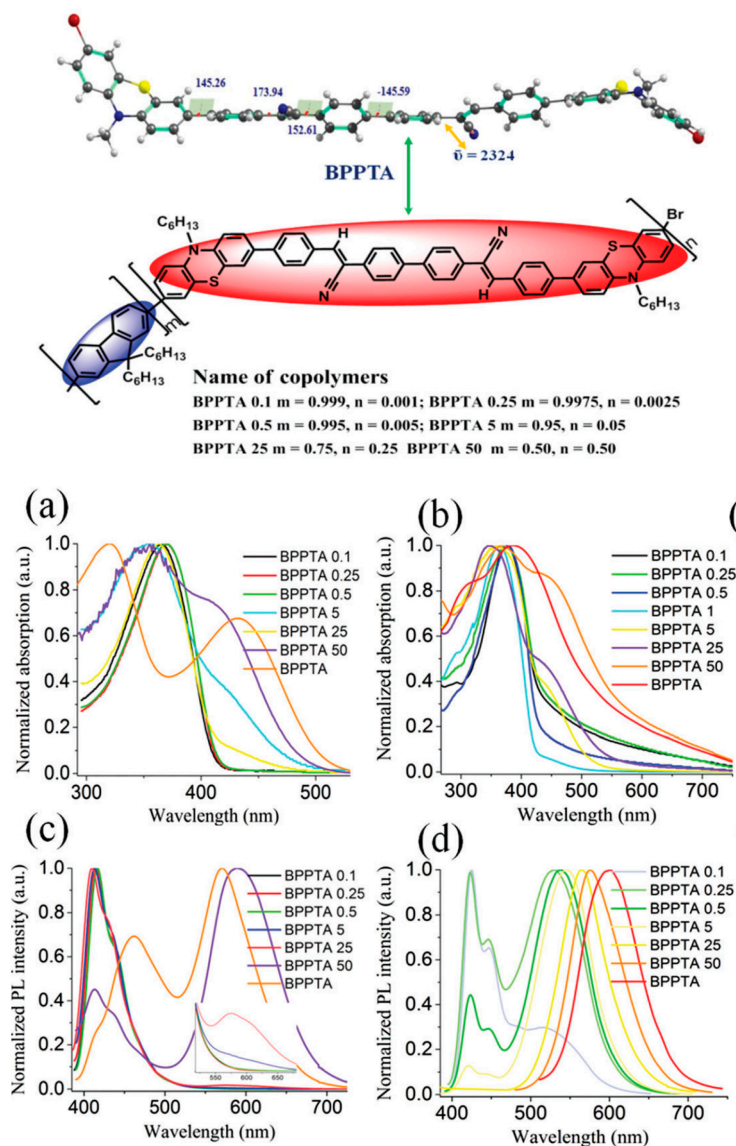 145.26
173.94
-145.59
152.61
ῡ = 2324
BPPTA
C6H13
N
S
H
CN
NC
H
S
N
C6H13
Br
n
m
C6H13
C6H13
Name of copolymers
BPPTA 0.1 m = 0.999, n = 0.001; BPPTA 0.25 m = 0.9975, n = 0.0025
BPPTA 0.5 m = 0.995, n = 0.005; BPPTA 5 m = 0.95, n = 0.05
BPPTA 25 m = 0.75, n = 0.25 BPPTA 50 m = 0.50, n = 0.50
(a)
Normalized absorption (a.u.)
1.0
0.8
0.6
0.4
0.2
0.0
BPPTA 0.1
BPPTA 0.25
BPPTA 0.5
BPPTA 5
BPPTA 25
BPPTA 50
BPPTA
300 400 500
Wavelength (nm)
(b)
Normalized absorption (a.u.)
1.0
0.8
0.6
0.4
0.2
0.0
BPPTA 0.1
BPPTA 0.25
BPPTA 0.5
BPPTA 1
BPPTA 5
BPPTA 25
BPPTA 50
BPPTA
300 400 500 600 700
Wavelength (nm)
(c)
Normalized PL intensity (a.u.)
1.0
0.8
0.6
0.4
0.2
0.0
BPPTA 0.1
BPPTA 0.25
BPPTA 0.5
BPPTA 5
BPPTA 25
BPPTA 50
BPPTA
550 600 650
400 500 600 700
Wavelength (nm)
(d)
Normalized PL intensity (a.u.)
1.0
0.8
0.6
0.4
0.2
0.0
BPPTA 0.1
BPPTA 0.25
BPPTA 0.5
BPPTA 5
BPPTA 25
BPPTA 50
BPPTA
400 500 600 700
Wavelength (nm)